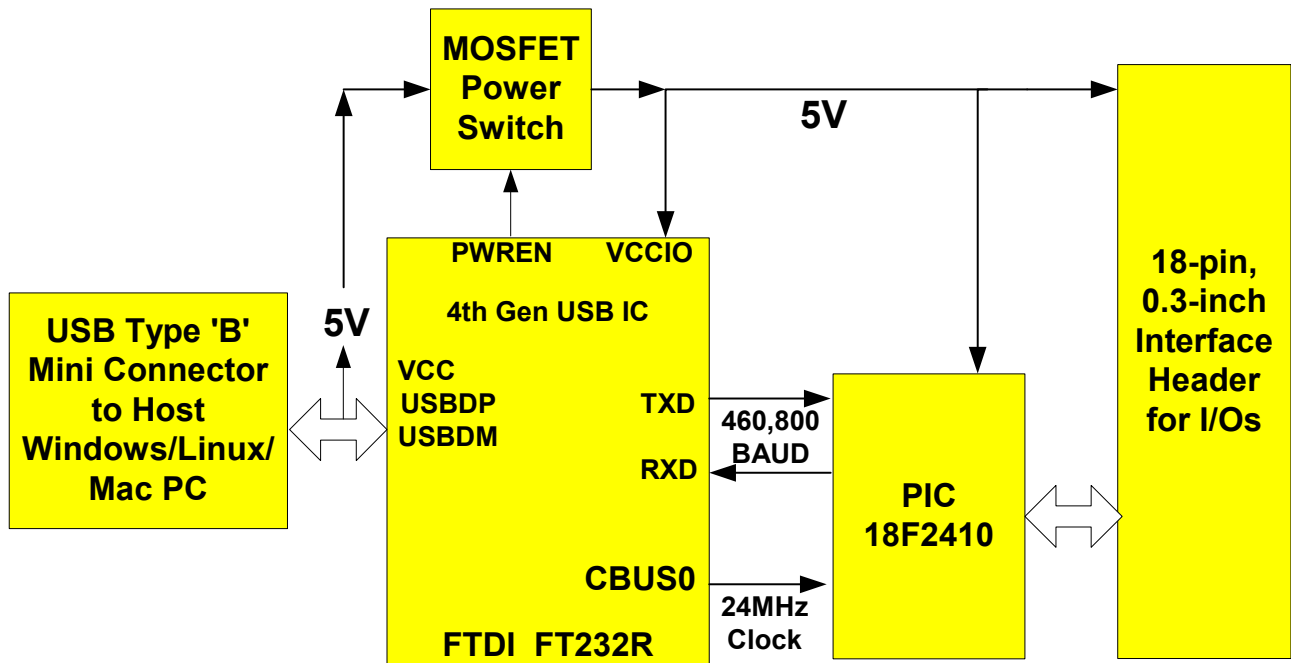 MOSFET
Power
Switch
5V
18-pin,
0.3-inch
Interface
Header
for I/Os
PWREN
VCCIO
4th Gen USB IC
USB Type 'B'
Mini Connector
to Host
Windows/Linux/
Mac PC
5V
VCC
USBDP
USBDM
TXD
460,800
BAUD
RXD
PIC
18F2410
CBUS0
24MHz
Clock
FTDI FT232R